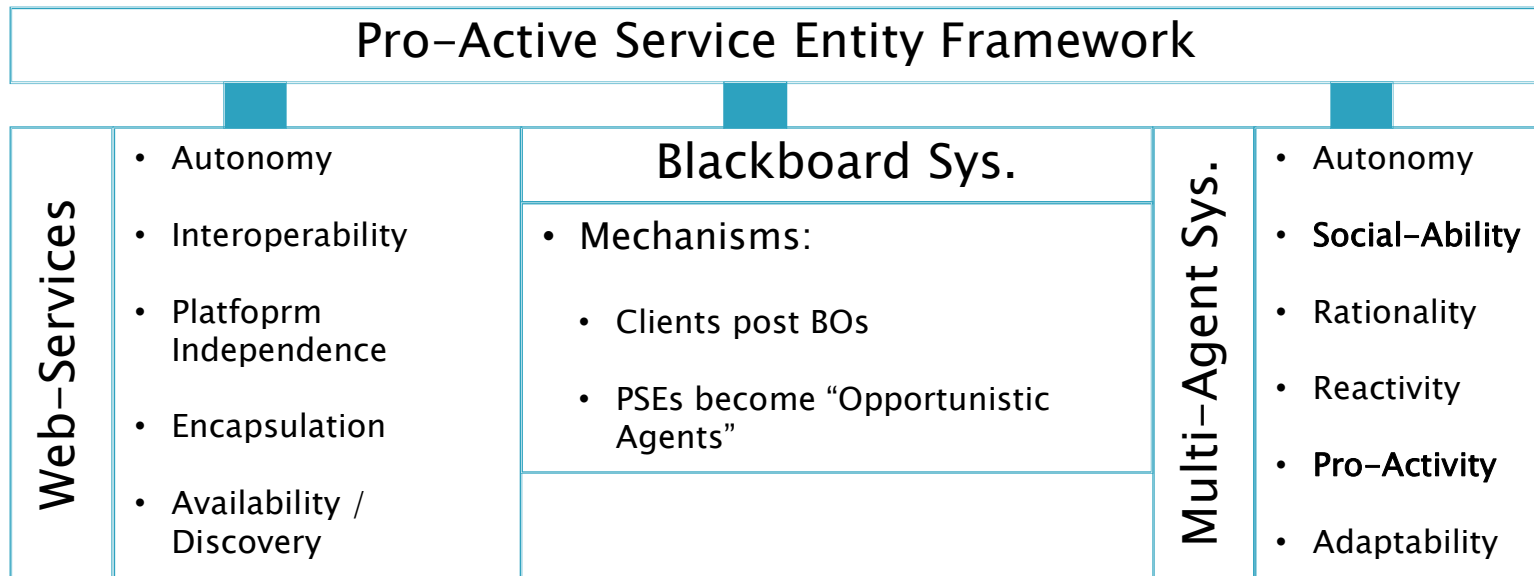 Pro-Active Service Entity Framework
Web-Services
• Autonomy
• Interoperability
• Platfoprm
Independence
• Encapsulation
• Availability /
Discovery
Blackboard Sys.
• Mechanisms:
• Clients post BOs
• PSEs become “Opportunistic
Agents”
Multi-Agent Sys.
• Autonomy
• Social-Ability
• Rationality
• Reactivity
• Pro-Activity
• Adaptability